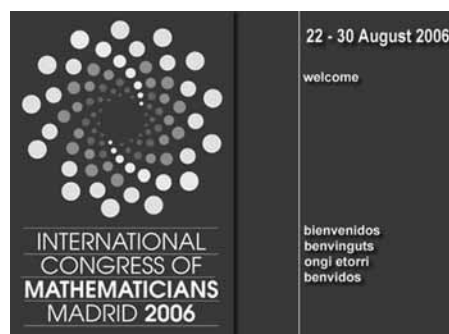 INTERNATIONAL
CONGRESS OF
MATHEMATICIANS
MADRID 2006
22 - 30 August 2006
welcome
bienvenidos
benvinguts
ongi etorri
benvidos